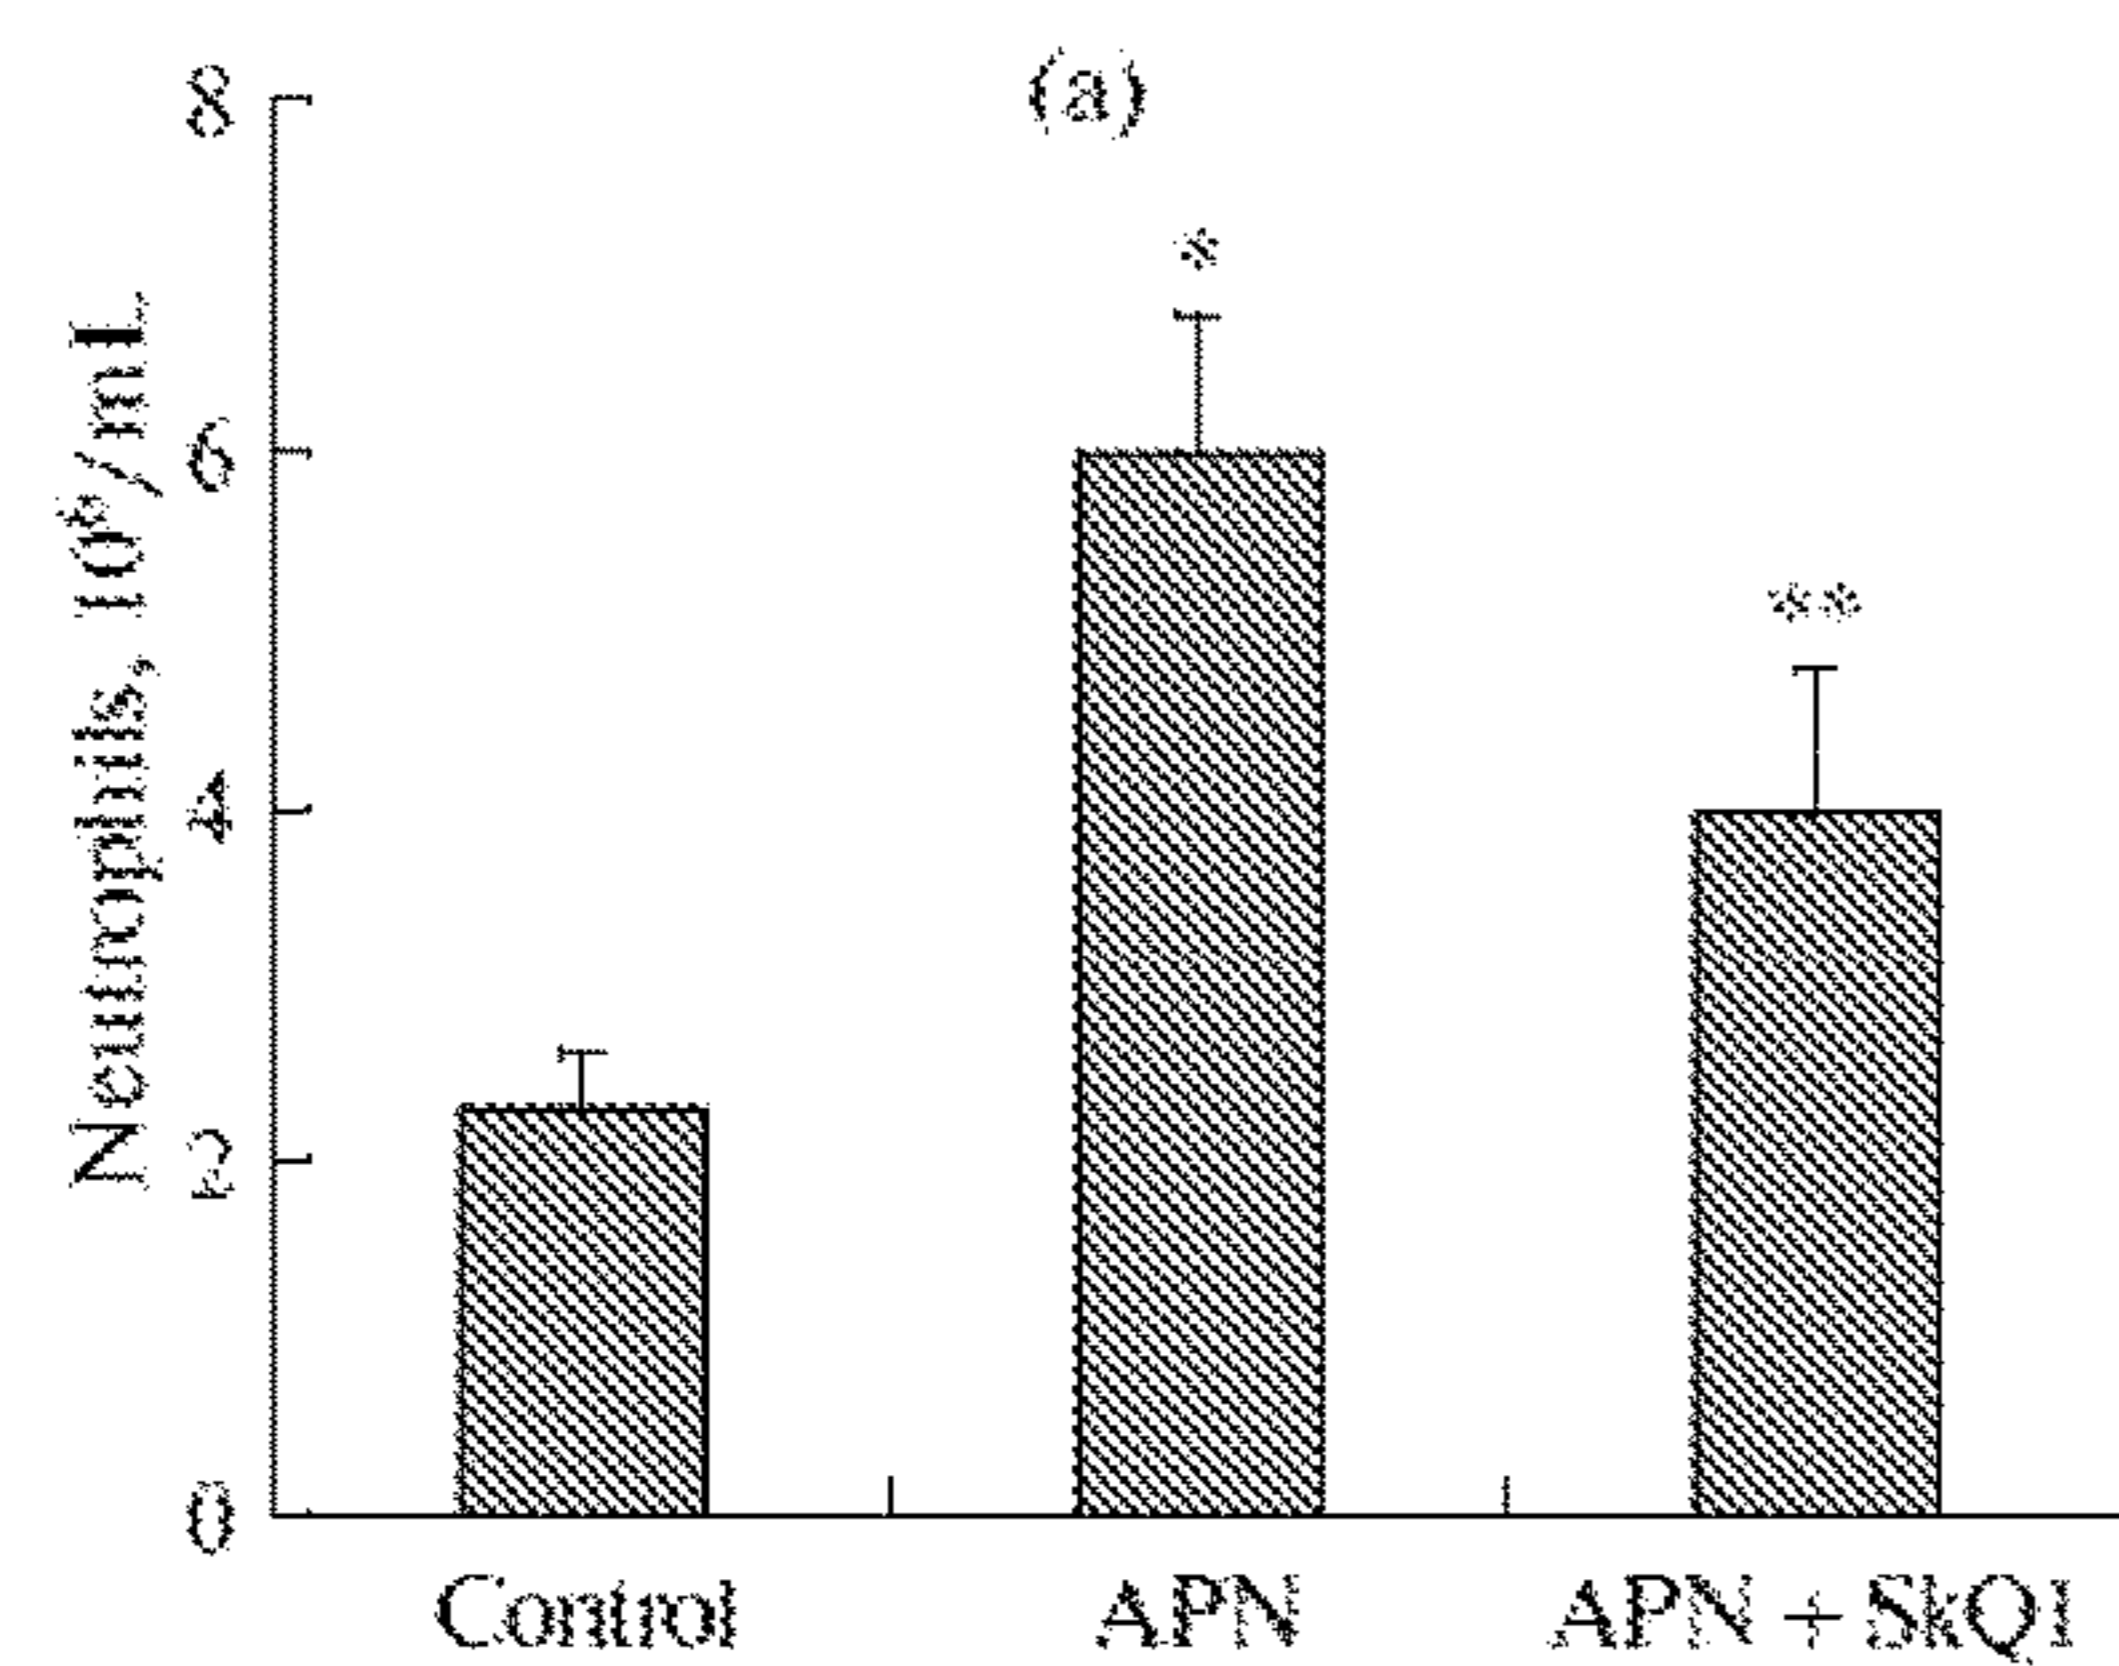 (a)
Neutrophils, 10⁶/mL
8
6
4
2
0
*
**
Control
APN
APN + SkQ1